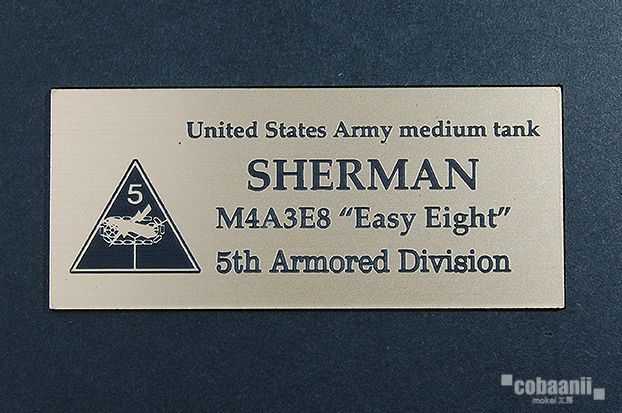 United States Army medium tank
SHERMAN
M4A3E8 “Easy Eight”
5th Armored Division
5
cobaanii
mokei 工房